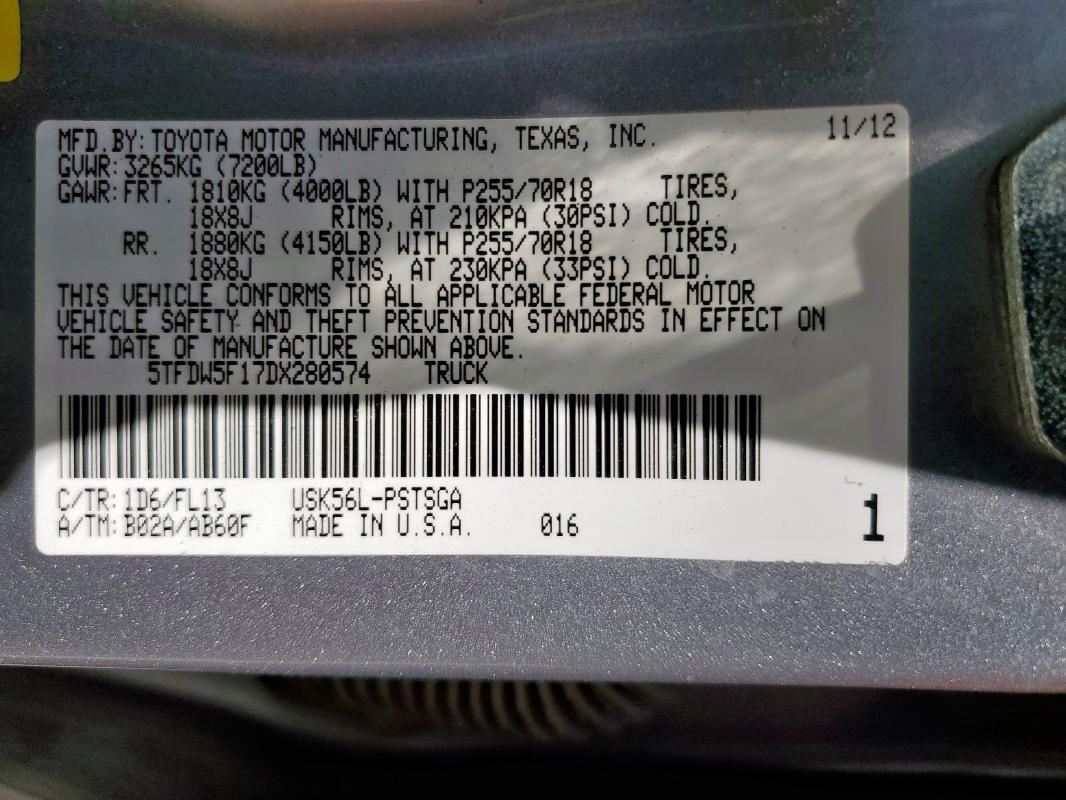 MFD.BY:TOYOTA MOTOR MANUFACTURING, TEXAS, INC. 11/12
GVWR:3265KG (7200LB)
GAWR:FRT. 1810KG (4000LB) WITH P255/70R18 TIRES,
18X8J RIMS, AT 210KPA (30PSI) COLD.
RR. 1880KG (4150LB) WITH P255/70R18 TIRES,
18X8J RIMS, AT 230KPA (33PSI) COLD.
THIS VEHICLE CONFORMS TO ALL APPLICABLE FEDERAL MOTOR
VEHICLE SAFETY AND THEFT PREVENTION STANDARDS IN EFFECT ON
THE DATE OF MANUFACTURE SHOWN ABOVE.
5TFDW5F17DX280574 TRUCK
C/TR:1D6/FL13 USK56L-PSTSGA
A/TM:B02A/AB60F MADE IN U.S.A. 016 1